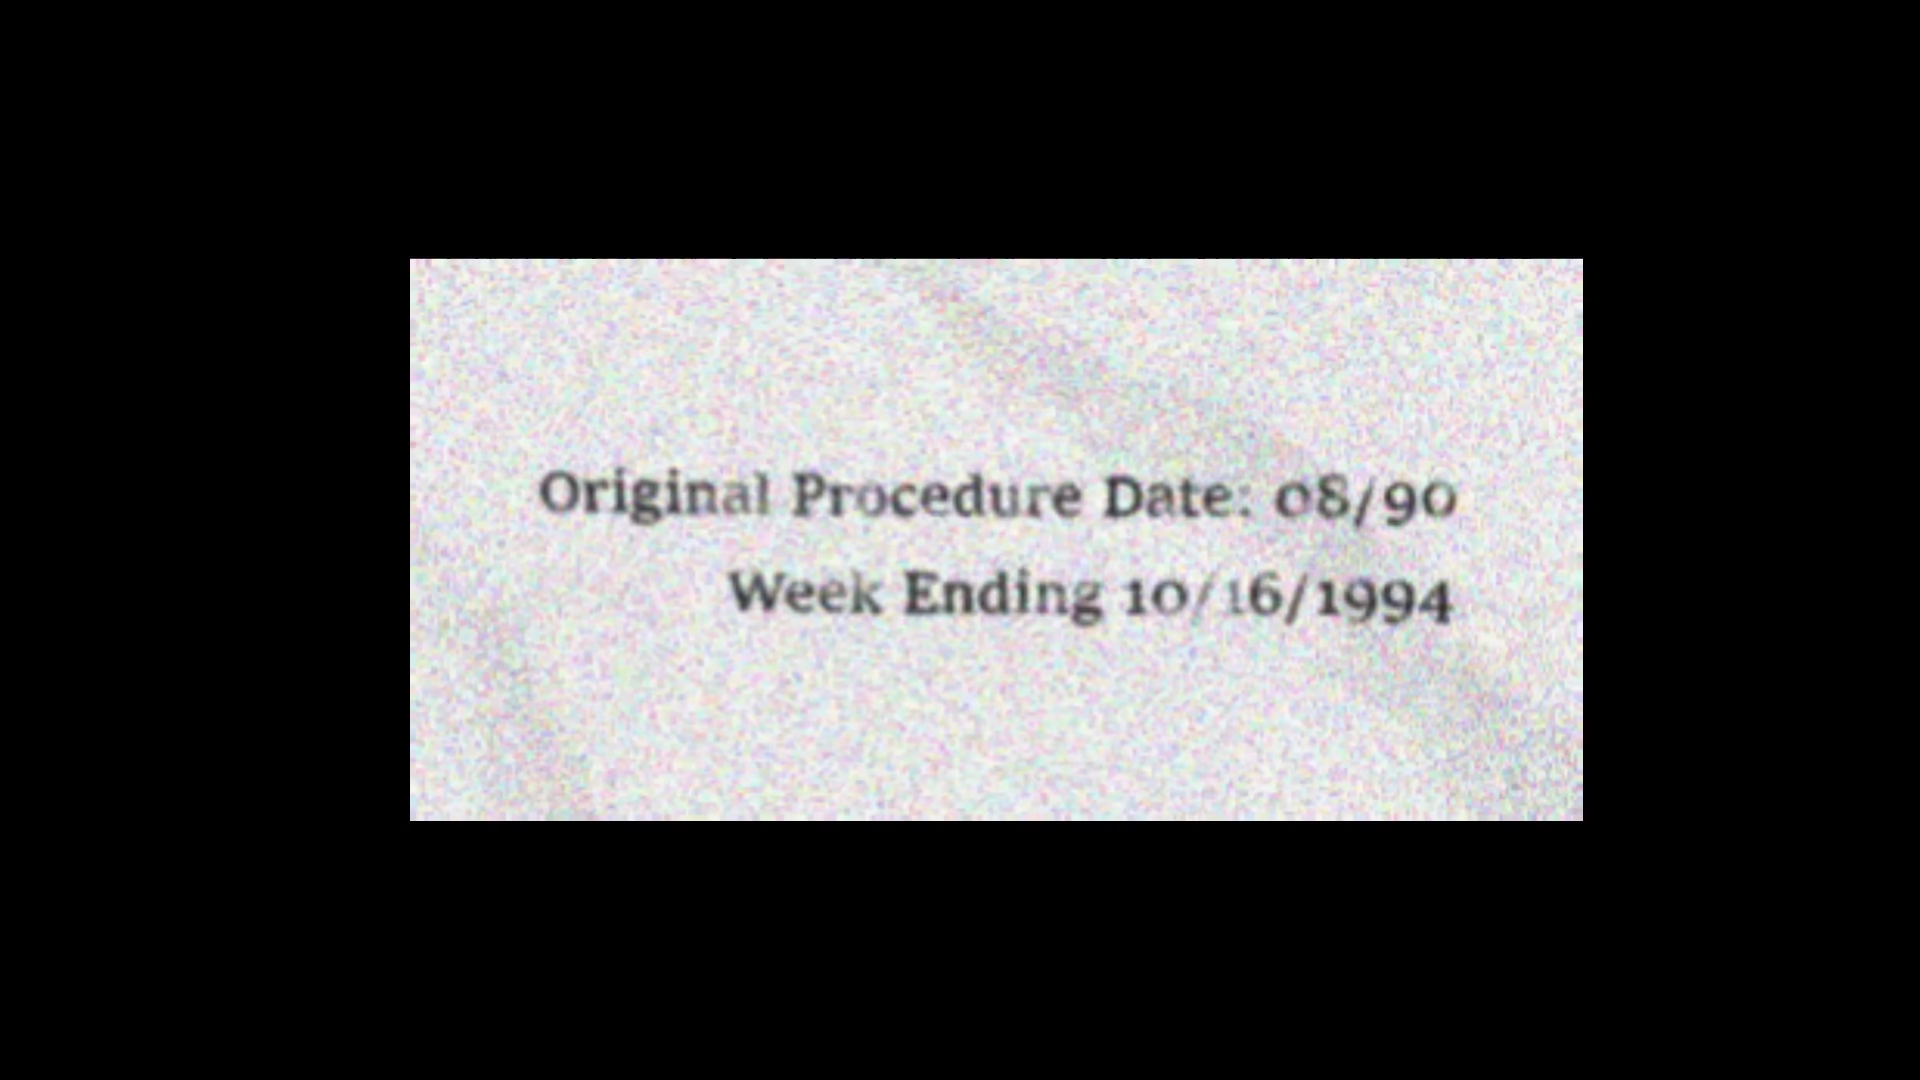 Original Procedure Date: 08/90
Week Ending 10/16/1994